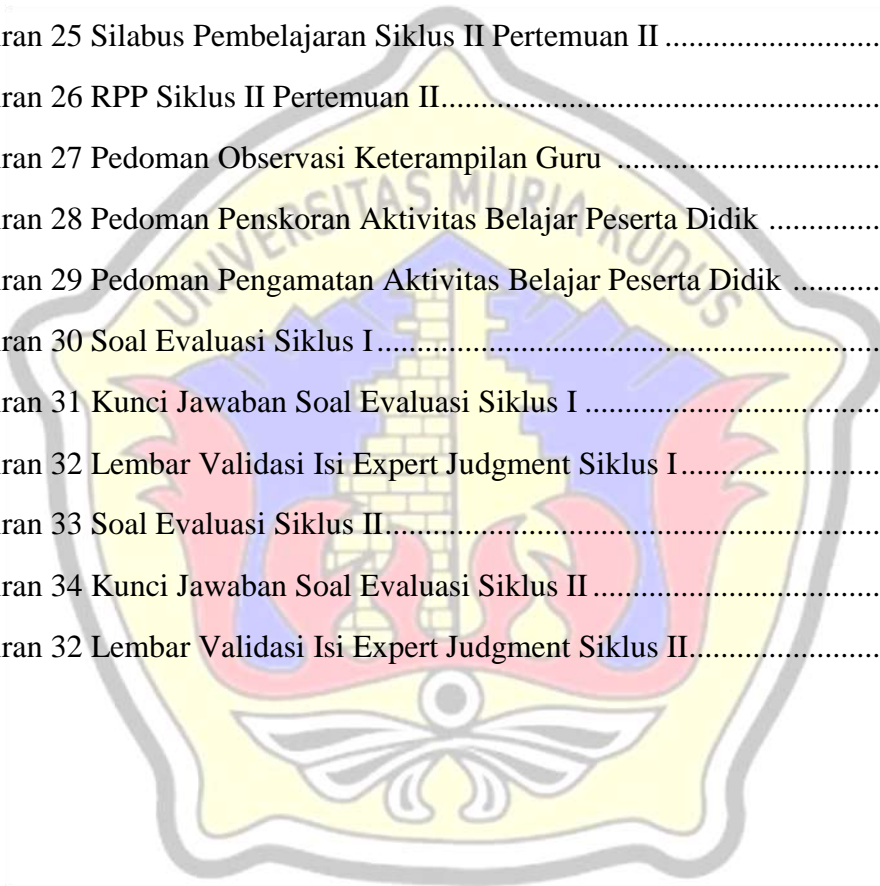 ran 25 Silabus Pembelajaran Siklus II Pertemuan II ...........................
ran 26 RPP Siklus II Pertemuan II.......................................................
ran 27 Pedoman Observasi Keterampilan Guru .................................
ran 28 Pedoman Penskoran Aktivitas Belajar Peserta Didik ..............
ran 29 Pedoman Pengamatan Aktivitas Belajar Peserta Didik ...........
ran 30 Soal Evaluasi Siklus I...............................................................
ran 31 Kunci Jawaban Soal Evaluasi Siklus I .....................................
ran 32 Lembar Validasi Isi Expert Judgment Siklus I.........................
ran 33 Soal Evaluasi Siklus II..............................................................
ran 34 Kunci Jawaban Soal Evaluasi Siklus II....................................
ran 32 Lembar Validasi Isi Expert Judgment Siklus II........................
UNIVERSITAS MURIA KUDUS